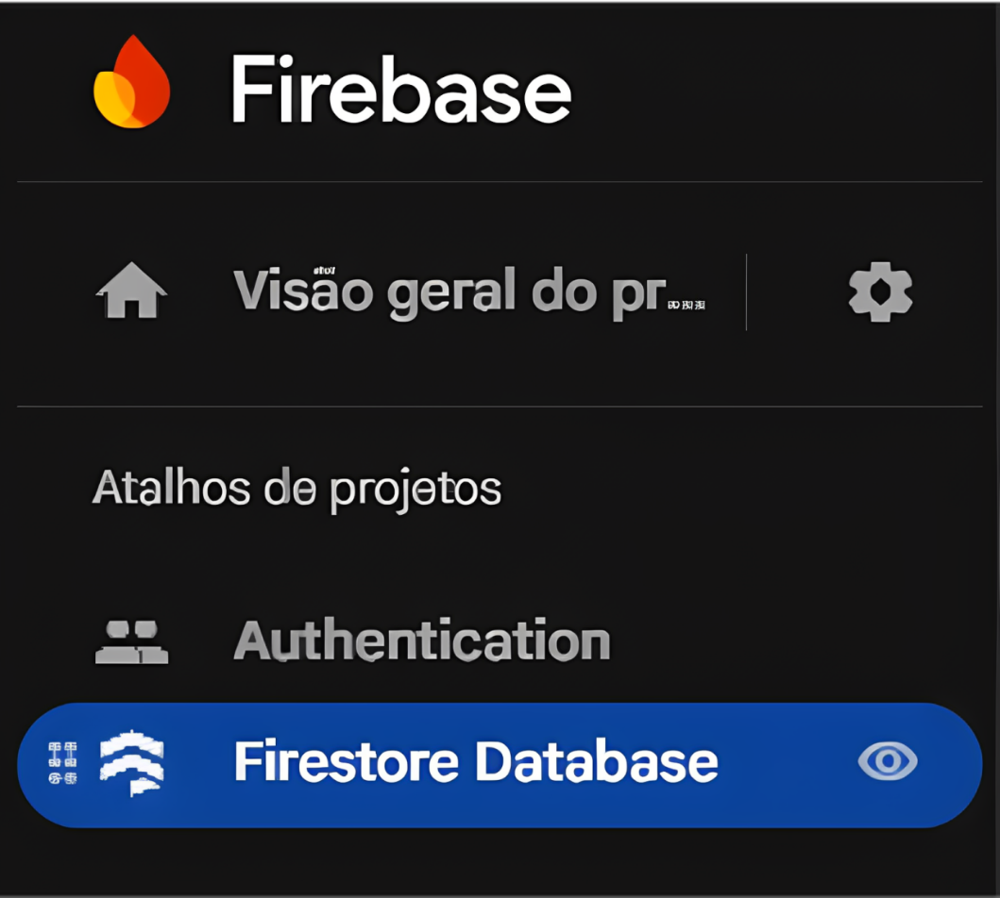 Firebase
Visão geral do pr...
Atalhos de projetos
Authentication
Firestore Database